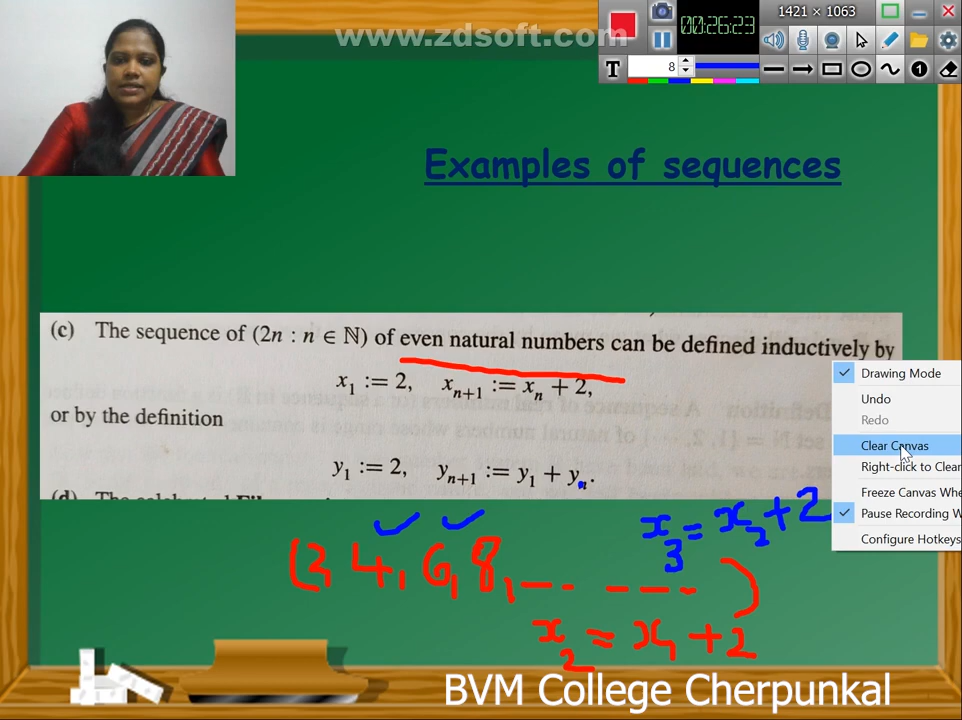 www.zdsoft.com
00:26:23
1421 × 1063
T 8
1
Examples of sequences
(c) The sequence of (2n : n ∈ ℕ) of even natural numbers can be defined inductively by
x₁ := 2, xₙ₊₁ := xₙ + 2,
or by the definition
y₁ := 2, yₙ₊₁ := y₁ + yₙ.
Drawing Mode
Undo
Redo
Clear Canvas
Right-click to Clear
Freeze Canvas Whe
Pause Recording W
Configure Hotkeys
x₃ = x₂ + 2
(2, 4, 6, 8, -- ---- )
x₂ = x₁ + 2
BVM College Cherpunkal